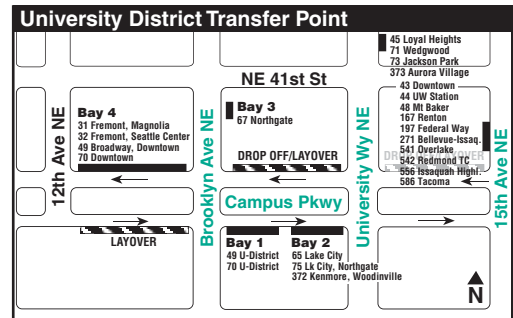 University District Transfer Point
45 Loyal Heights
71 Wedgwood
73 Jackson Park
373 Aurora Village
NE 41st St
43 Downtown
44 UW Station
48 Mt Baker
167 Renton
197 Federal Way
271 Bellevue-Issaq.
541 Overlake
542 Redmond TC
556 Issaquah Highl.
586 Tacoma
Bay 4
31 Fremont, Magnolia
32 Fremont, Seattle Center
49 Broadway, Downtown
70 Downtown
Bay 3
67 Northgate
DROP OFF/LAYOVER
DROP OFF/LAYOVER
12th Ave NE
Brooklyn Ave NE
University Wy NE
15th Ave NE
Campus Pkwy
LAYOVER
Bay 1
49 U-District
70 U-District
Bay 2
65 Lake City
75 Lk City, Northgate
372 Kenmore, Woodinville
N